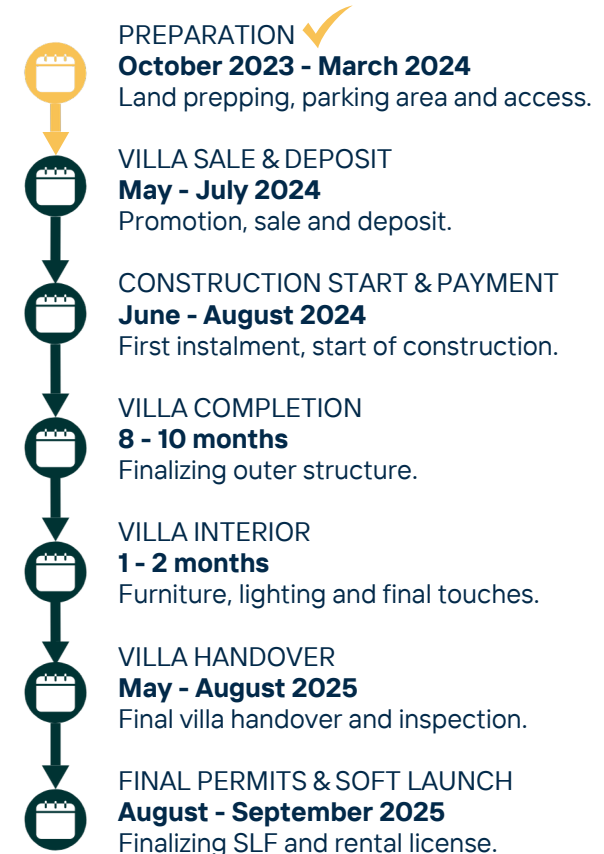 PREPARATION
October 2023 - March 2024
Land prepping, parking area and access.
VILLA SALE & DEPOSIT
May - July 2024
Promotion, sale and deposit.
CONSTRUCTION START & PAYMENT
June - August 2024
First instalment, start of construction.
VILLA COMPLETION
8 - 10 months
Finalizing outer structure.
VILLA INTERIOR
1 - 2 months
Furniture, lighting and final touches.
VILLA HANDOVER
May - August 2025
Final villa handover and inspection.
FINAL PERMITS & SOFT LAUNCH
August - September 2025
Finalizing SLF and rental license.